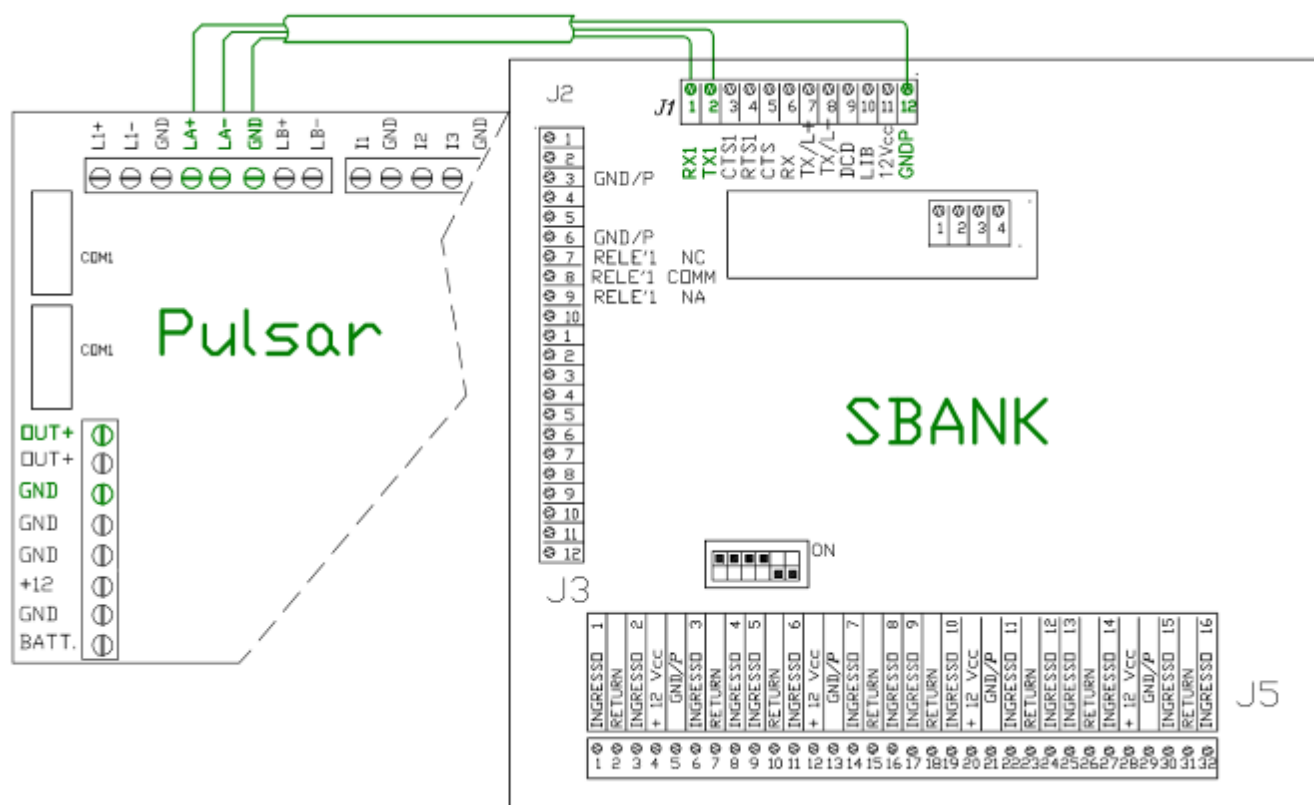 J2
J1
1 2 3 4 5 6 7 8 9 10 11 12
RX1
TX1
CTS1
RTS1
CTS
RX
TX/L+
TX/L-
DCD
LIB
12Vcc
GNDP
L1+
L1-
GND
LA+
LA-
GND
LB+
LB-
I1
GND
I2
I3
GND
COM1
COM1
Pulsar
OUT+
OUT+
GND
GND
GND
+12
GND
BATT.
1
2
3 GND/P
4
5
6 GND/P
7 RELE'1 NC
8 RELE'1 COMM
9 RELE'1 NA
10
1
2
3
4
5
6
7
8
9
10
11
12
J3
1 2 3 4
SBANK
ON
INGRESSO 1
RETURN
INGRESSO 2
+ 12 Vcc
GND/P
INGRESSO 3
RETURN
INGRESSO 4
INGRESSO 5
RETURN
INGRESSO 6
+ 12 Vcc
GND/P
INGRESSO 7
RETURN
INGRESSO 8
INGRESSO 9
RETURN
INGRESSO 10
+ 12 Vcc
GND/P
INGRESSO 11
RETURN
INGRESSO 12
INGRESSO 13
RETURN
INGRESSO 14
+ 12 Vcc
GND/P
INGRESSO 15
RETURN
INGRESSO 16
J5
1 2 3 4 5 6 7 8 9 10 11 12 13 14 15 16 17 18 19 20 21 22 23 24 25 26 27 28 29 30 31 32